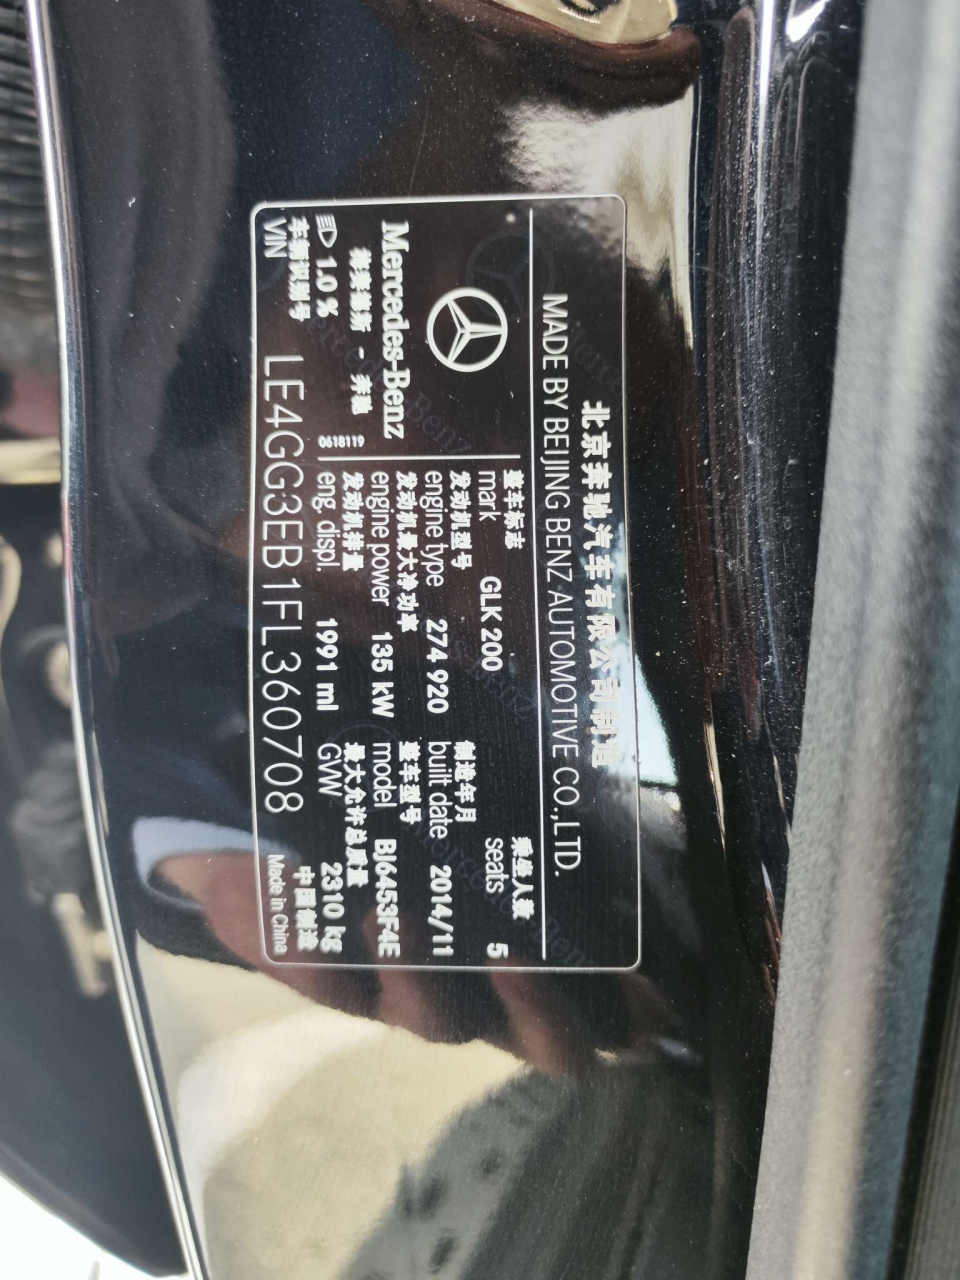 北京奔驰汽车有限公司制造
MADE BY BEIJING BENZ AUTOMOTIVE CO.,LTD.
Mercedes-Benz
梅赛德斯 - 奔驰
1.0 %
0618119
整车标志 乘坐人数
mark GLK 200 seats 5
发动机型号 制造年月
engine type 274 920 built date 2014/11
发动机最大净功率 整车型号
engine power 135 kW model BJ6453F4E
发动机排量 最大允许总质量
eng. displ. 1991 ml GW 2310 kg
车辆识别号 中国制造
VIN LE4GG3EB1FL360708 Made in China